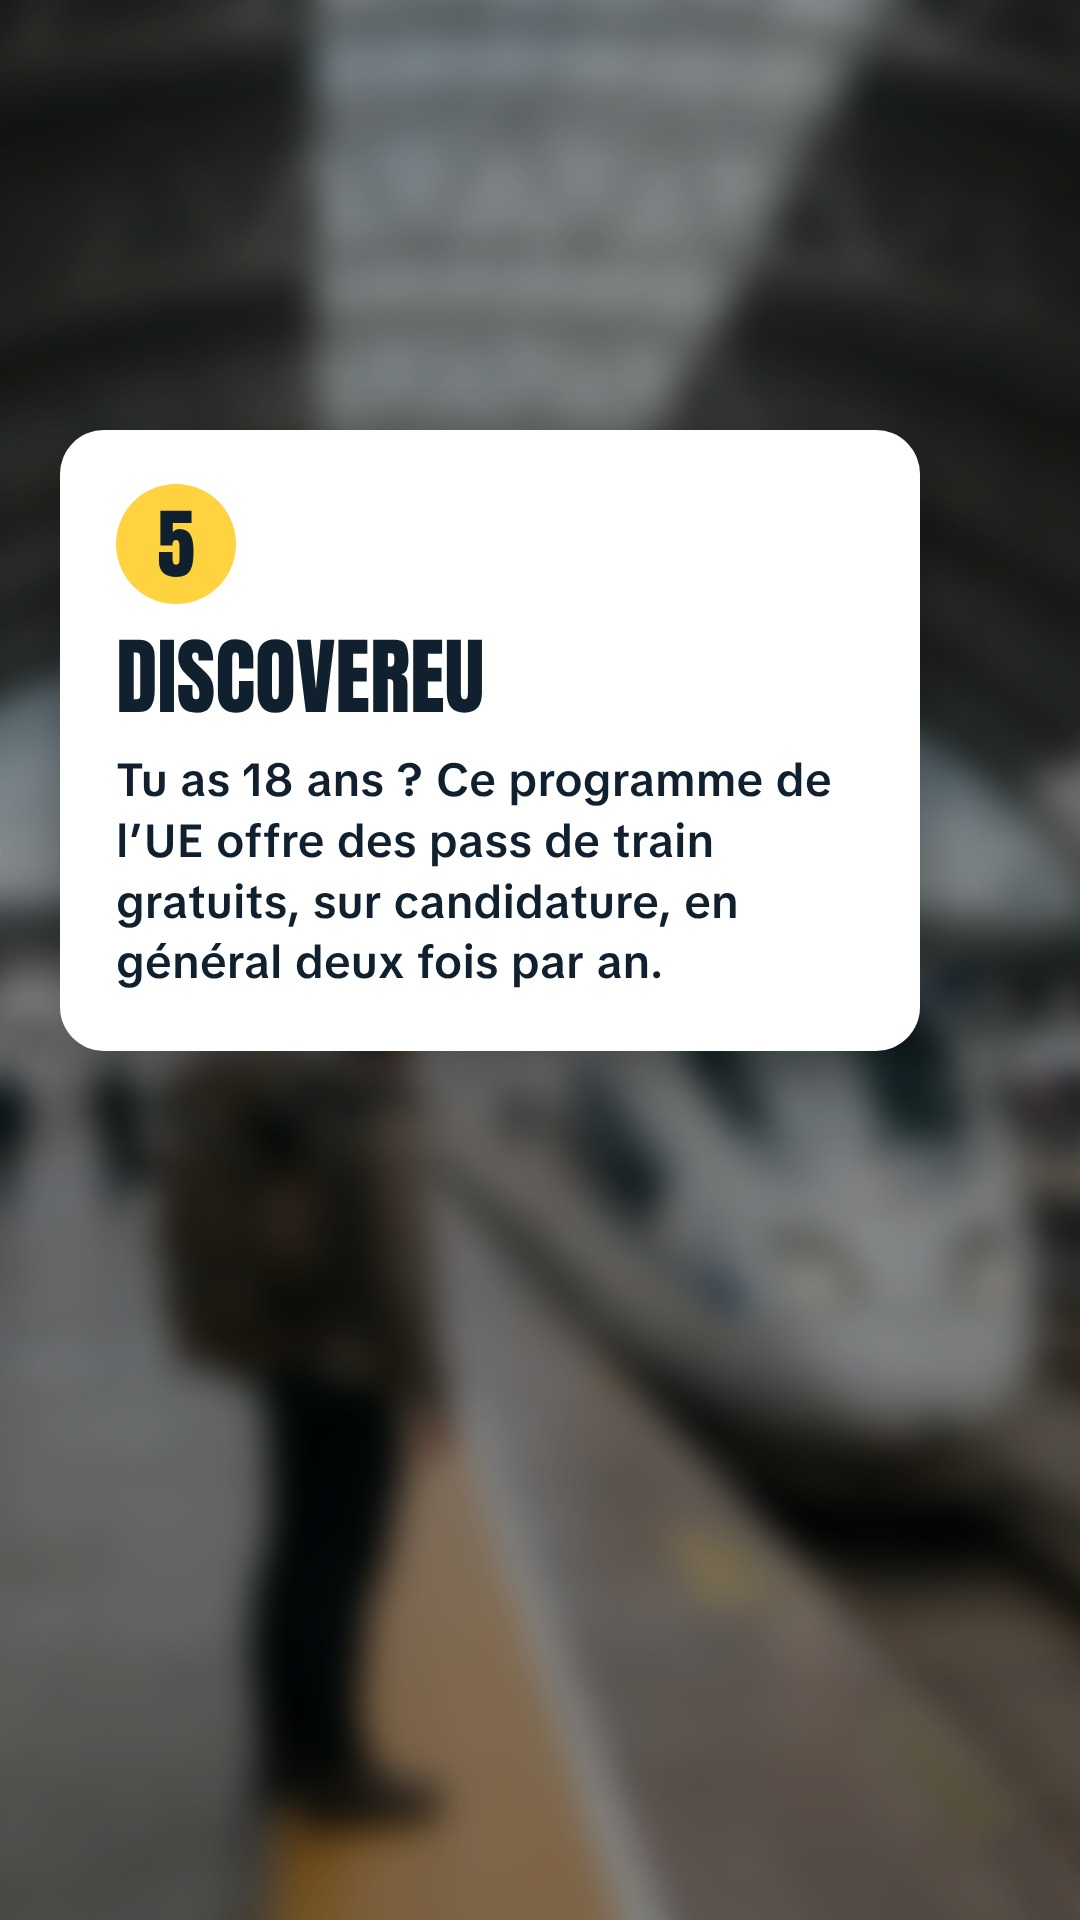 5
DISCOVEREU
Tu as 18 ans ? Ce programme de
l’UE offre des pass de train
gratuits, sur candidature, en
général deux fois par an.